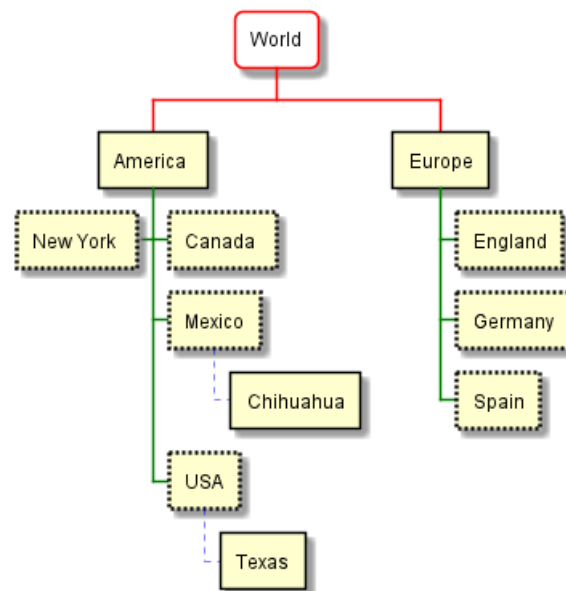 World
America
Europe
New York
Canada
England
Mexico
Germany
Chihuahua
Spain
USA
Texas